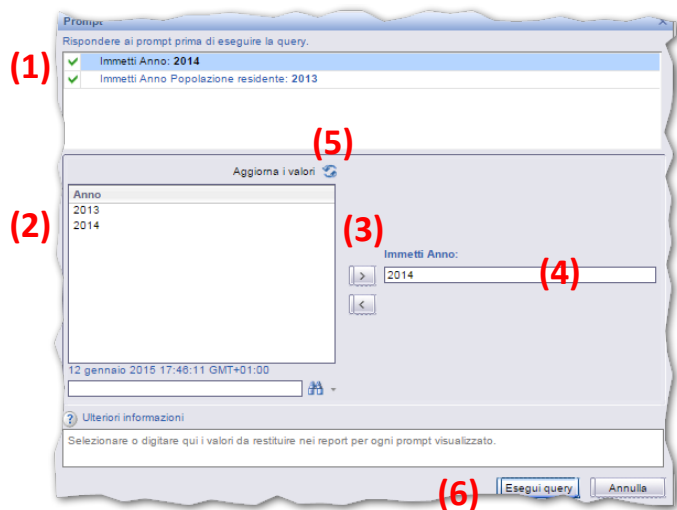 Prompt
Rispondere ai prompt prima di eseguire la query.
(1)
Immetti Anno: 2014
Immetti Anno Popolazione residente: 2013
(5)
Aggiorna i valori
Anno
2013
(2)
2014
(3)
Immetti Anno:
> 2014 (4)
<
12 gennaio 2015 17:46:11 GMT+01:00
? Ulteriori informazioni
Selezionare o digitare qui i valori da restituire nei report per ogni prompt visualizzato.
(6) Esegui query Annulla